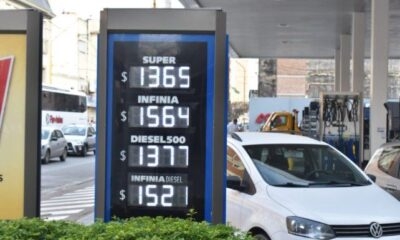 SUPER
$ 1365
INFINIA
$ 1564
DIESEL500
$ 1377
INFINIA DIESEL
$ 1521